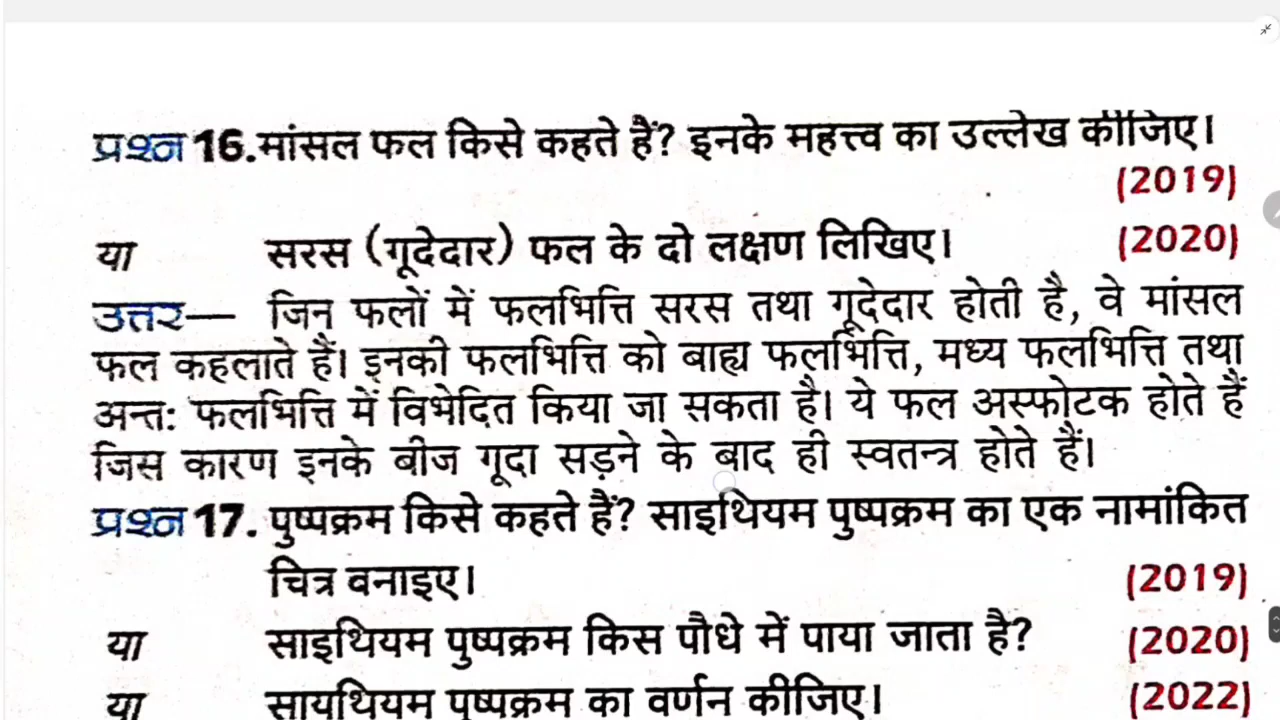 प्रश्न 16. मांसल फल किसे कहते हैं? इनके महत्त्व का उल्लेख कीजिए।
(2019)
या सरस (गूदेदार) फल के दो लक्षण लिखिए। (2020)
उत्तर— जिन फलों में फलभित्ति सरस तथा गूदेदार होती है, वे मांसल
फल कहलाते हैं। इनकी फलभित्ति को बाह्य फलभित्ति, मध्य फलभित्ति तथा
अन्तः फलभित्ति में विभेदित किया जा सकता है। ये फल अस्फोटक होते हैं
जिस कारण इनके बीज गूदा सड़ने के बाद ही स्वतन्त्र होते हैं।
प्रश्न 17. पुष्पक्रम किसे कहते हैं? साइथियम पुष्पक्रम का एक नामांकित
चित्र वनाइए। (2019)
या साइथियम पुष्पक्रम किस पौधे में पाया जाता है? (2020)
या सायथियम पुष्पक्रम का वर्णन कीजिए। (2022)